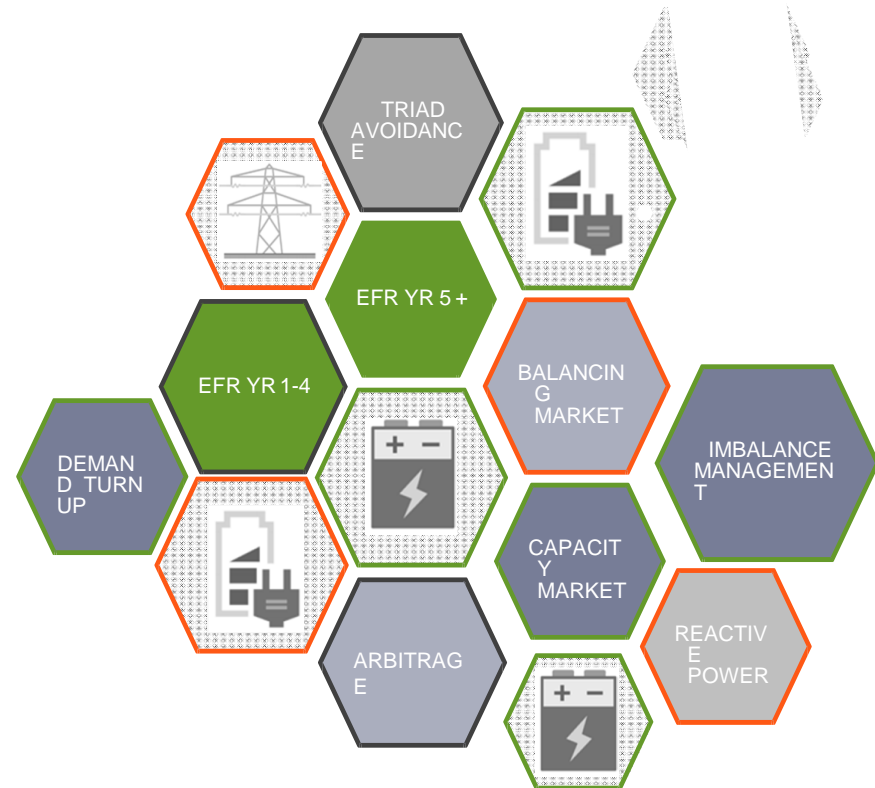 TRIAD
AVOIDANC
E
EFR YR 5 +
EFR YR 1-4
BALANCIN
G
MARKET
IMBALANCE
MANAGEMEN
T
DEMAN
D TURN
UP
CAPACIT
Y
MARKET
REACTIV
E
POWER
ARBITRAG
E